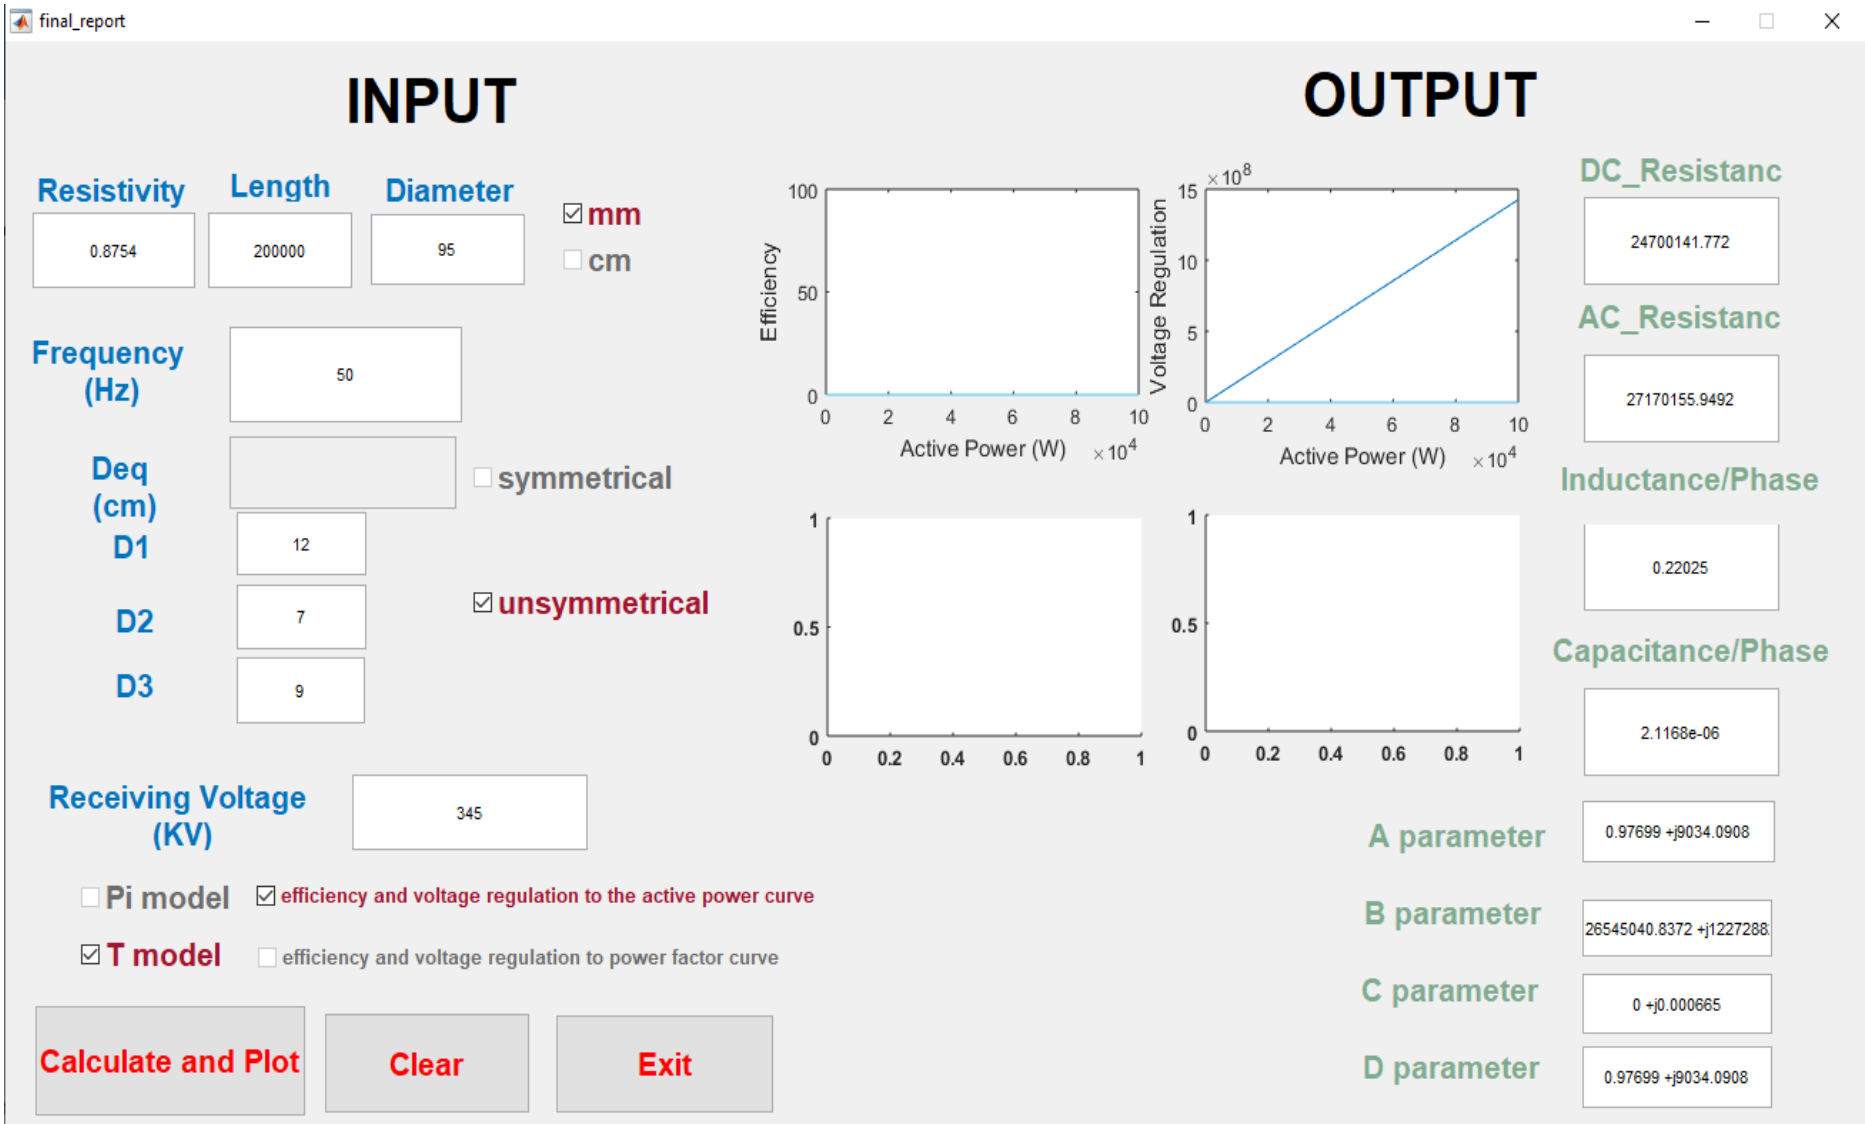 final_report
INPUT
OUTPUT
Resistivity
Length
Diameter
0.8754
200000
95
mm
cm
Frequency
(Hz)
50
Deq
(cm)
symmetrical
D1
12
D2
7
unsymmetrical
D3
9
Receiving Voltage
(KV)
345
Pi model
efficiency and voltage regulation to the active power curve
T model
efficiency and voltage regulation to power factor curve
Calculate and Plot
Clear
Exit
Efficiency
100
50
0
0 2 4 6 8 10
Active Power (W) ×10^4
Voltage Regulation
×10^8
15
10
5
0
0 2 4 6 8 10
Active Power (W) ×10^4
1
0.5
0
0 0.2 0.4 0.6 0.8 1
1
0.5
0
0 0.2 0.4 0.6 0.8 1
DC_Resistanc
24700141.772
AC_Resistanc
27170155.9492
Inductance/Phase
0.22025
Capacitance/Phase
2.1168e-06
A parameter
0.97699 +j9034.0908
B parameter
26545040.8372 +j1227288
C parameter
0 +j0.000665
D parameter
0.97699 +j9034.0908